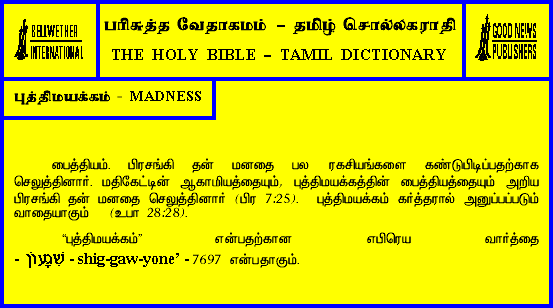 BELLWETHER
INTERNATIONAL
பரிசுத்த வேதாகமம் – தமிழ் சொல்லகராதி
THE HOLY BIBLE – TAMIL DICTIONARY
GOOD NEWS
PUBLISHERS
புத்திமயக்கம் - MADNESS
பைத்தியம். பிரசங்கி தன் மனதை பல ரகசியங்களை கண்டுபிடிப்பதற்காக
செலுத்தினார். மதிகேட்டின் ஆகாமியத்தையும், புத்திமயக்கத்தின் பைத்தியத்தையும் அறிய
பிரசங்கி தன் மனதை செலுத்தினார் (பிர 7:25). புத்திமயக்கம் கர்த்தரால் அனுப்பப்படும்
வாதையாகும் (உபா 28:28).
“புத்திமயக்கம்” என்பதற்கான எபிரெய வார்த்தை
- שִׁגָּעוֹן - shig-gaw-yone’ - 7697 என்பதாகும்.